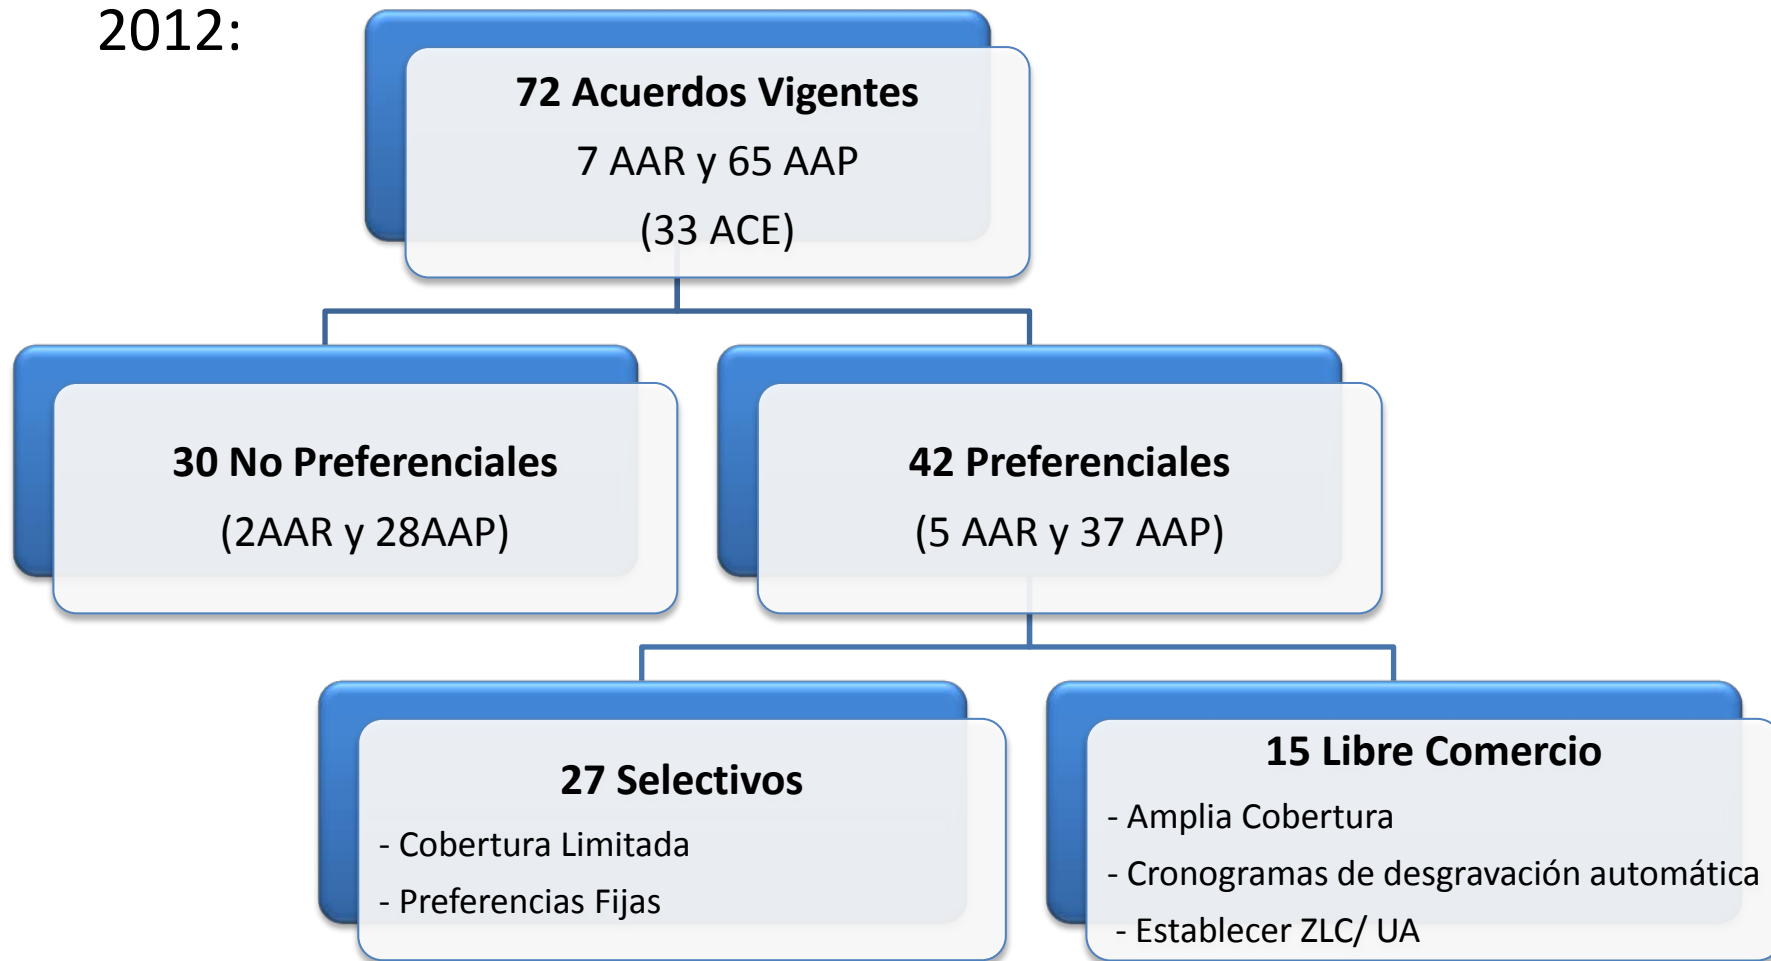 2012:
72 Acuerdos Vigentes
7 AAR y 65 AAP
(33 ACE)
30 No Preferenciales
(2AAR y 28AAP)
42 Preferenciales
(5 AAR y 37 AAP)
27 Selectivos
- Cobertura Limitada
- Preferencias Fijas
15 Libre Comercio
- Amplia Cobertura
- Cronogramas de desgravación automática
- Establecer ZLC/ UA